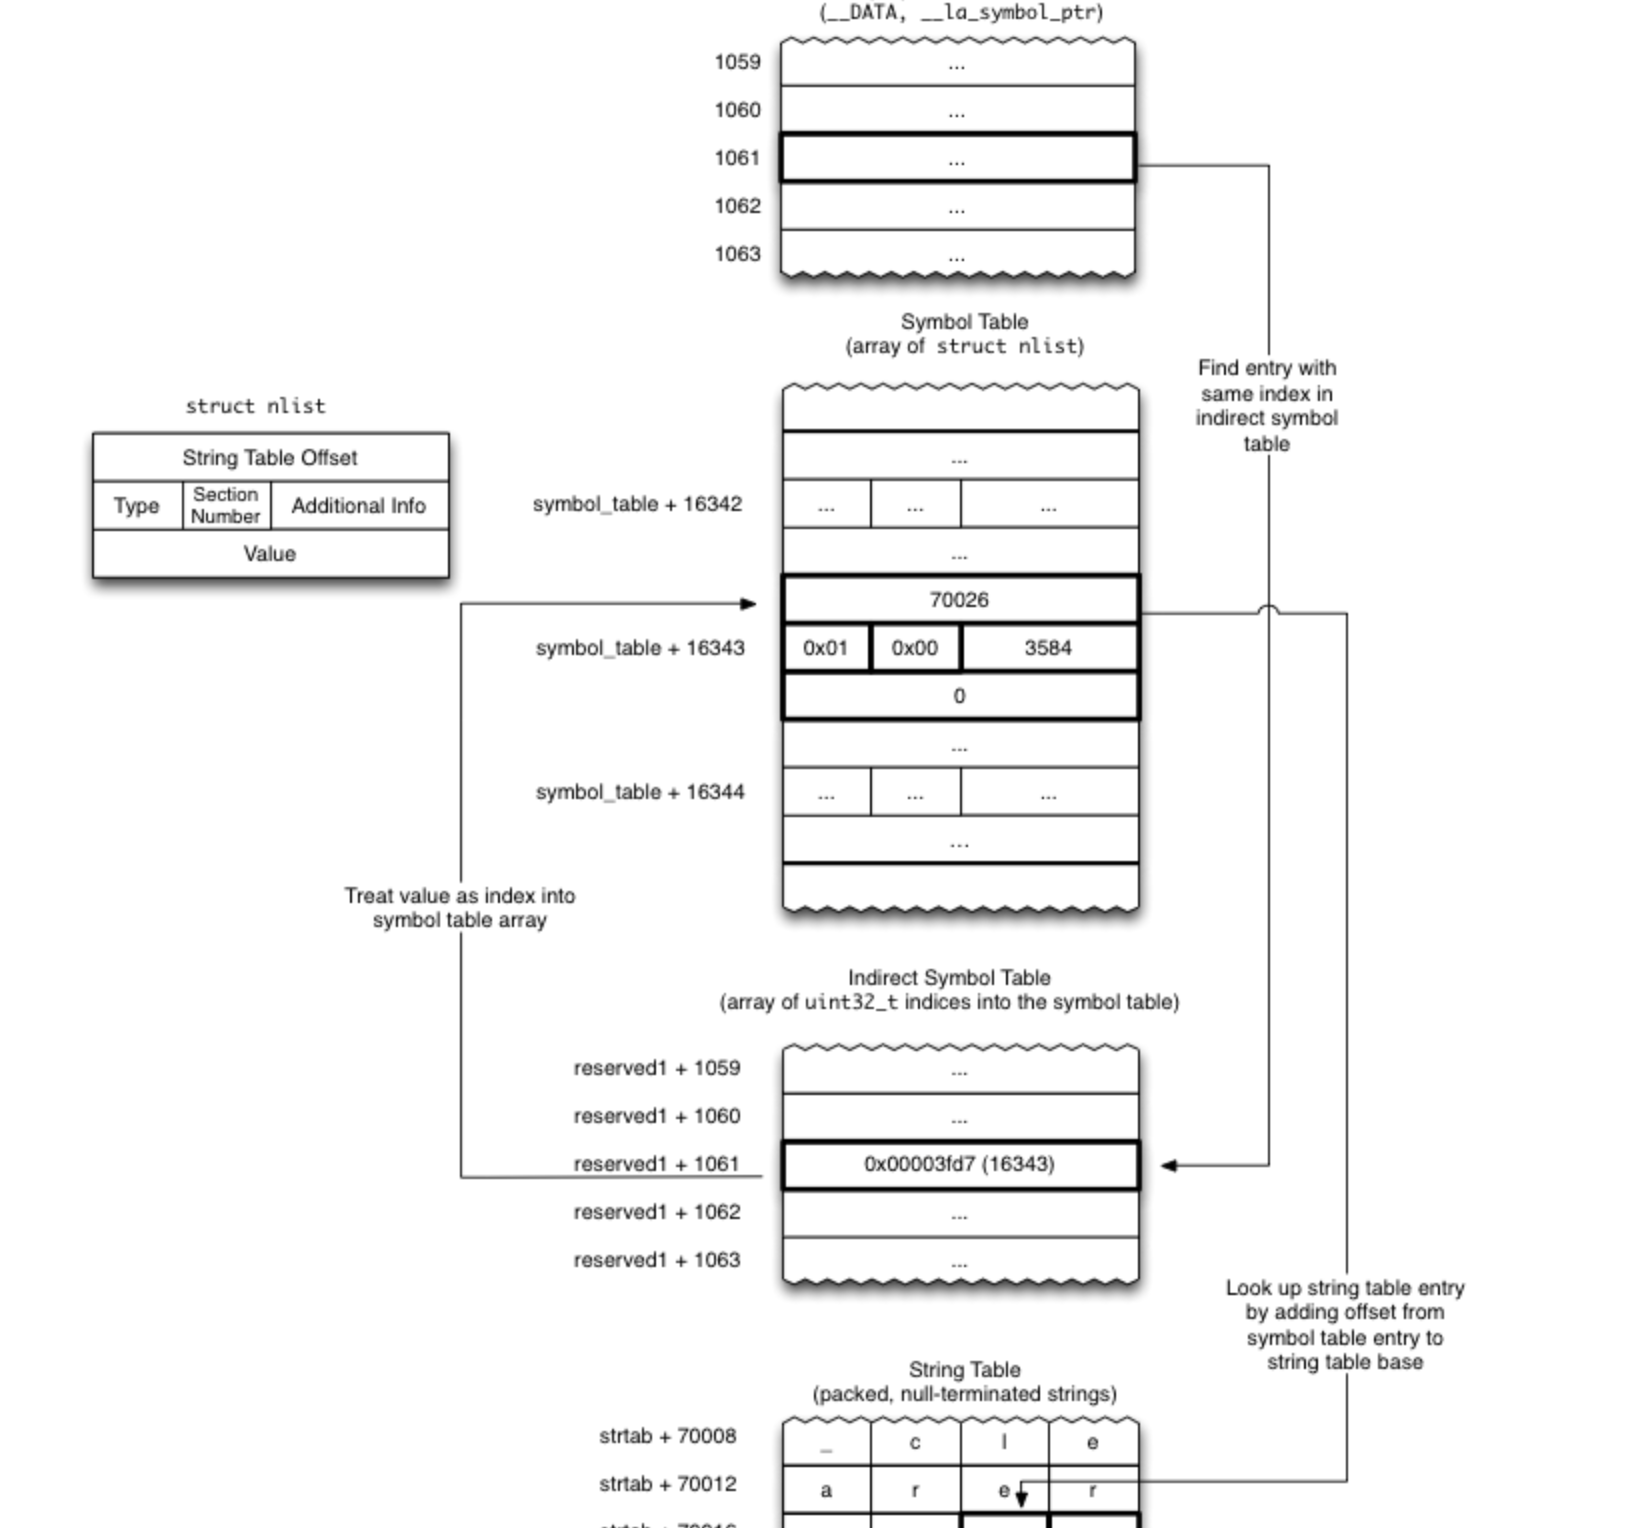 (__DATA, __la_symbol_ptr)
1059
...
1060
...
1061
...
1062
...
1063
...
Symbol Table
(array of struct nlist)
Find entry with
same index in
indirect symbol
table
struct nlist
String Table Offset
Type
Section
Number
Additional Info
Value
...
symbol_table + 16342
... ... ...
...
70026
symbol_table + 16343
0x01 0x00 3584
0
...
symbol_table + 16344
... ... ...
...
Treat value as index into
symbol table array
Indirect Symbol Table
(array of uint32_t indices into the symbol table)
reserved1 + 1059
...
reserved1 + 1060
...
reserved1 + 1061
0x00003fd7 (16343)
reserved1 + 1062
...
reserved1 + 1063
...
Look up string table entry
by adding offset from
symbol table entry to
string table base
String Table
(packed, null-terminated strings)
strtab + 70008
_ c l e
strtab + 70012
a r e r